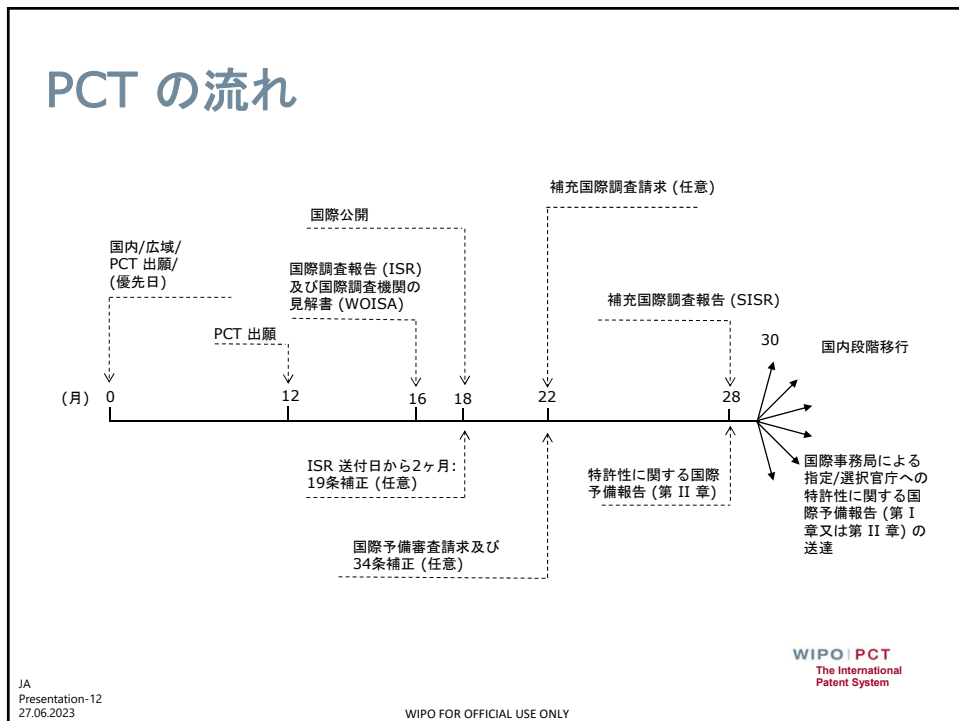 PCT の流れ
国内/広域/
PCT 出願/
(優先日)
PCT 出願
国際調査報告 (ISR)
及び国際調査機関の
見解書 (WOISA)
国際公開
補充国際調査請求 (任意)
補充国際調査報告 (SISR)
30
国内段階移行
(月) 0 12 16 18 22 28
ISR 送付日から2ヶ月:
19条補正 (任意)
国際予備審査請求及び
34条補正 (任意)
特許性に関する国際
予備報告 (第 II 章)
国際事務局による
指定/選択官庁への
特許性に関する国
際予備報告 (第 I
章又は第 II 章) の
送達
WIPO|PCT
The International
Patent System
JA
Presentation-12
27.06.2023
WIPO FOR OFFICIAL USE ONLY